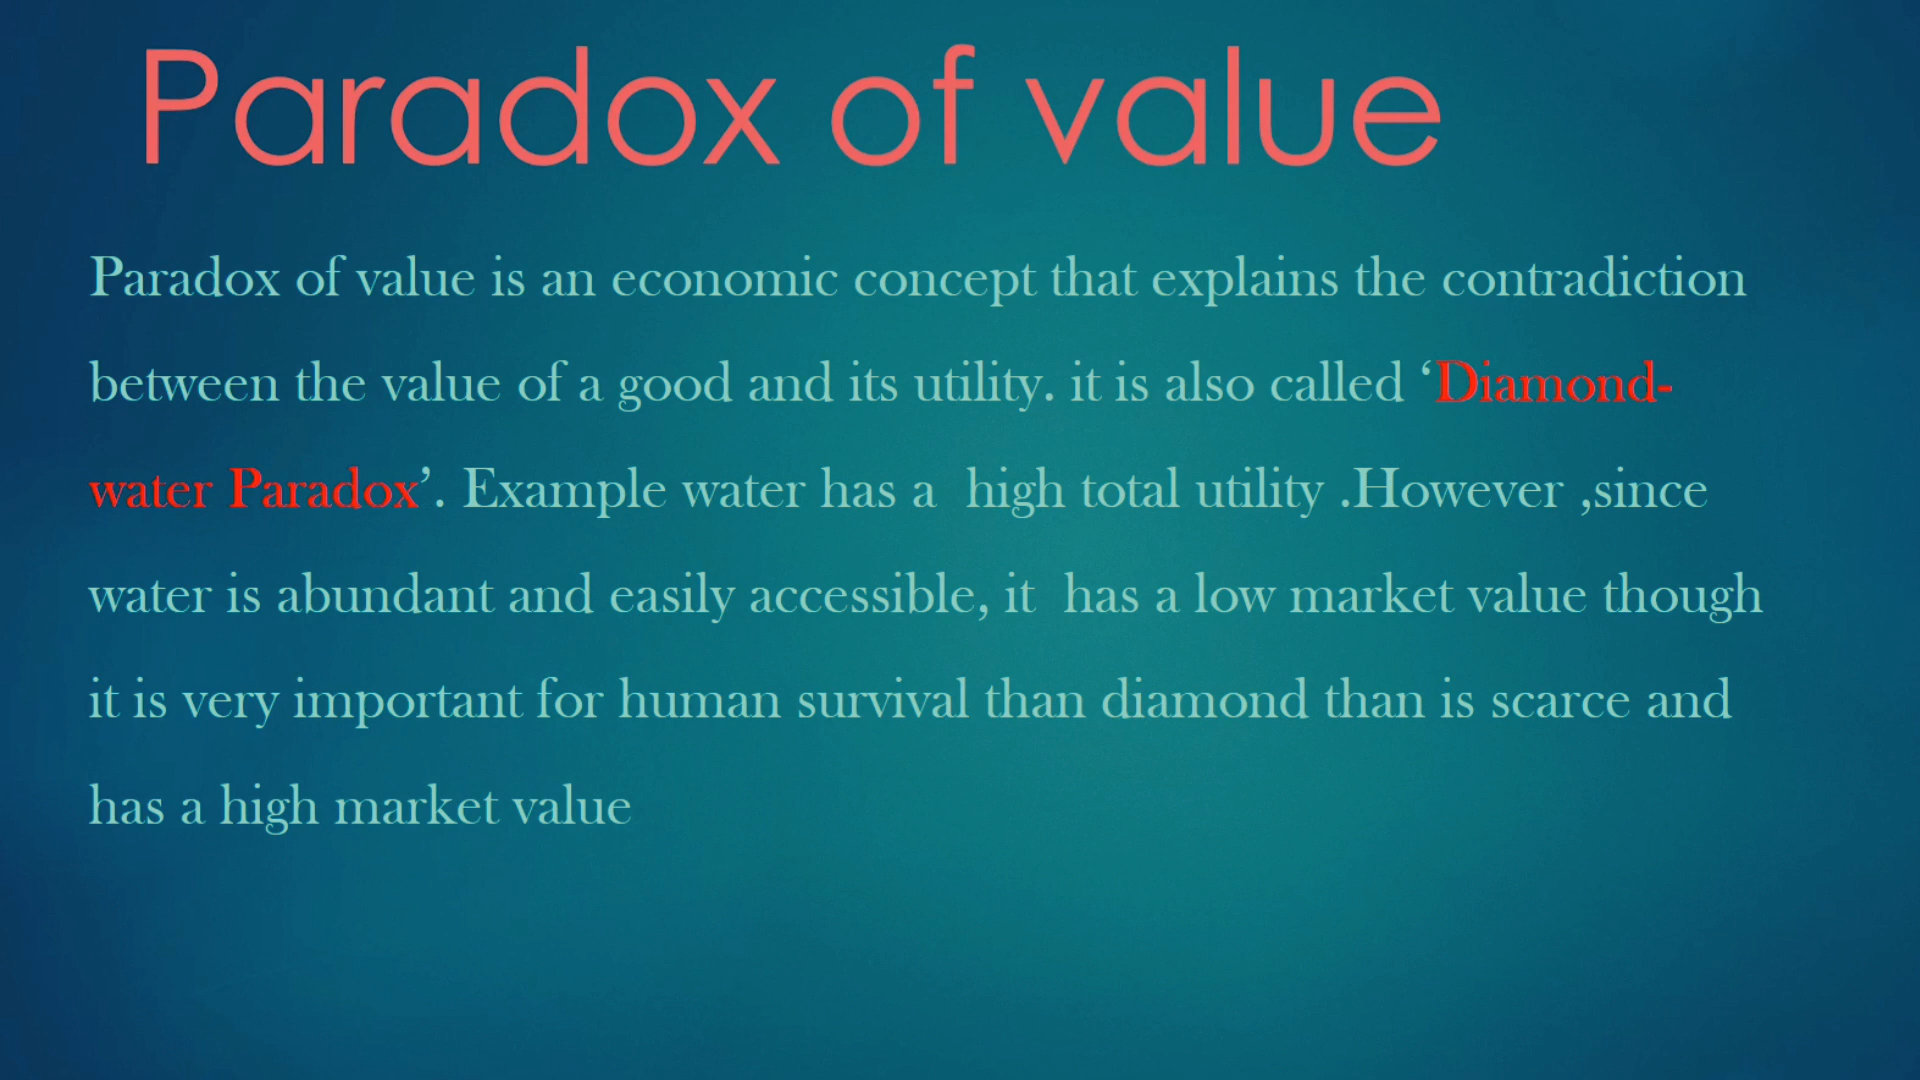 Paradox of value
Paradox of value is an economic concept that explains the contradiction
between the value of a good and its utility. it is also called ‘Diamond-
water Paradox’. Example water has a  high total utility .However ,since
water is abundant and easily accessible, it  has a low market value though
it is very important for human survival than diamond than is scarce and
has a high market value